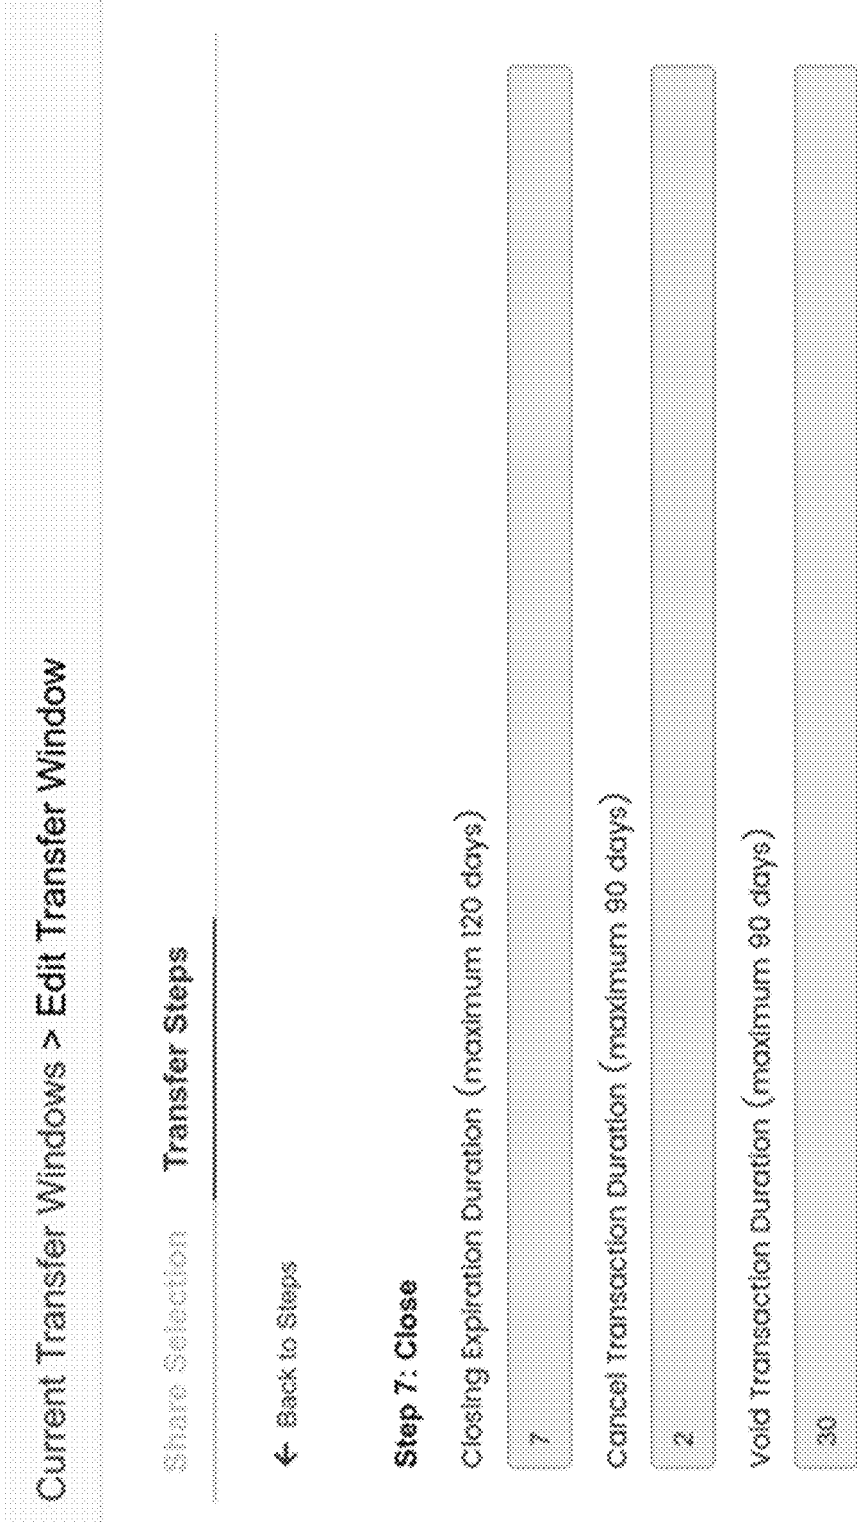 Current Transfer Windows > Edit Transfer Window
Share Selection Transfer Steps
← Back to Steps
Step 7: Close
Closing Expiration Duration (maximum 120 days)
7
Cancel Transaction Duration (maximum 90 days)
2
Void Transaction Duration (maximum 90 days)
30